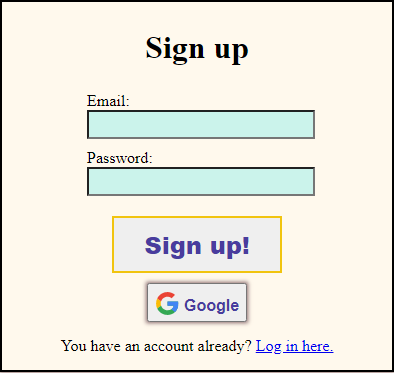 Sign up
Email:
Password:
Sign up!
Google
You have an account already? Log in here.